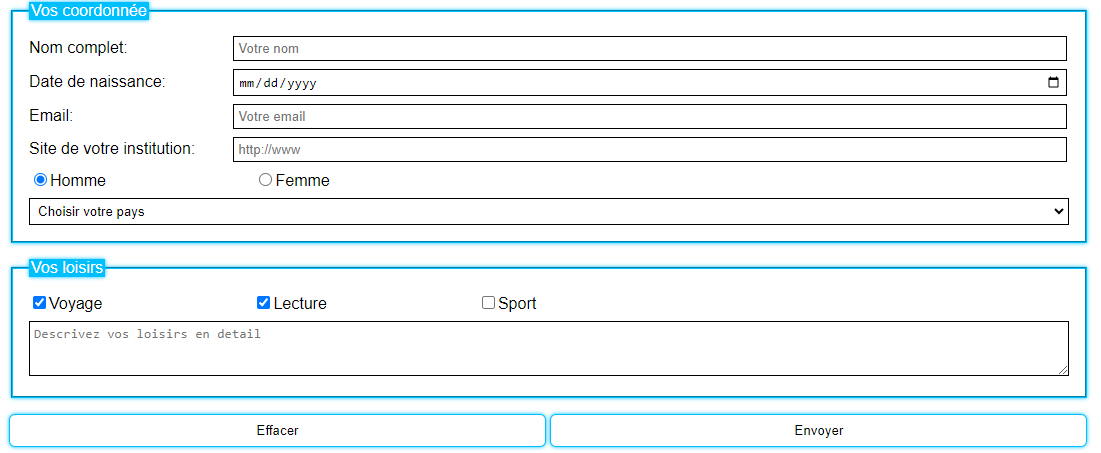 Vos coordonnée
Nom complet: Votre nom
Date de naissance: mm/dd/yyyy
Email: Votre email
Site de votre institution: http://www
Homme Femme
Choisir votre pays
Vos loisirs
Voyage Lecture Sport
Descrivez vos loisirs en detail
Effacer Envoyer